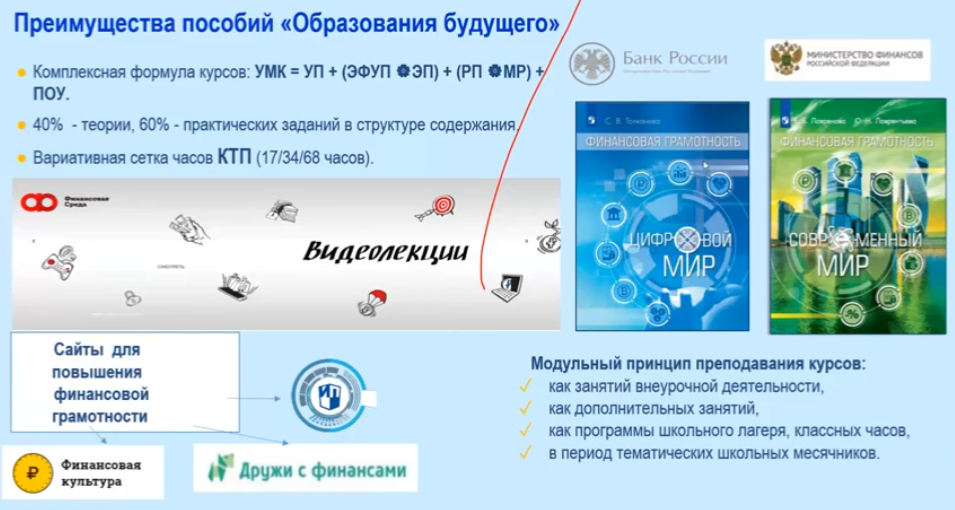 Преимущества пособий «Образования будущего»
Комплексная формула курсов: УМК = УП + (ЭФУП ЭП) + (РП МР) +
ПОУ.
40% - теории, 60% - практических заданий в структуре содержания.
Вариативная сетка часов КТП (17/34/68 часов).
Финансовая
Среда
СМОТРЕТЬ
Видеолекции
Банк России
МИНИСТЕРСТВО ФИНАНСОВ
РОССИЙСКОЙ ФЕДЕРАЦИИ
С. В. Толкачева
ФИНАНСОВАЯ ГРАМОТНОСТЬ
ЦИФРОВОЙ
МИР
Лавренова О. Н. Лаврентьева
ФИНАНСОВАЯ ГРАМОТНОСТЬ
СОВРЕМЕННЫЙ
МИР
Сайты для
повышения
финансовой
грамотности
Финансовая
культура
Дружи с финансами
Модульный принцип преподавания курсов:
как занятий внеурочной деятельности,
как дополнительных занятий,
как программы школьного лагеря, классных часов,
в период тематических школьных месячников.